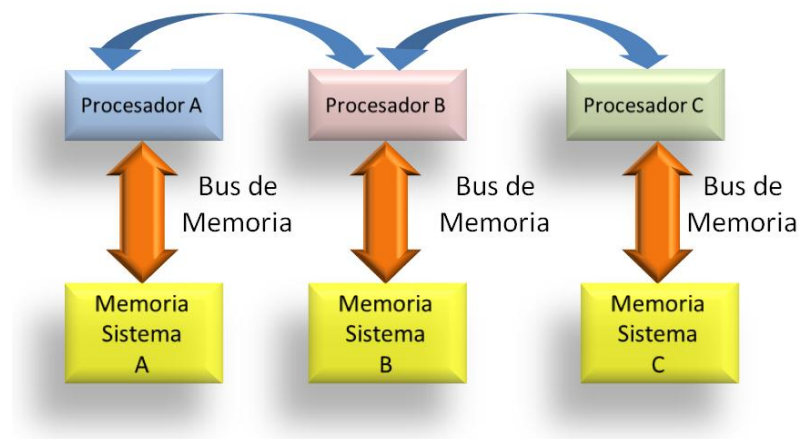 Procesador A
Procesador B
Procesador C
Bus de
Memoria
Bus de
Memoria
Bus de
Memoria
Memoria
Sistema
A
Memoria
Sistema
B
Memoria
Sistema
C